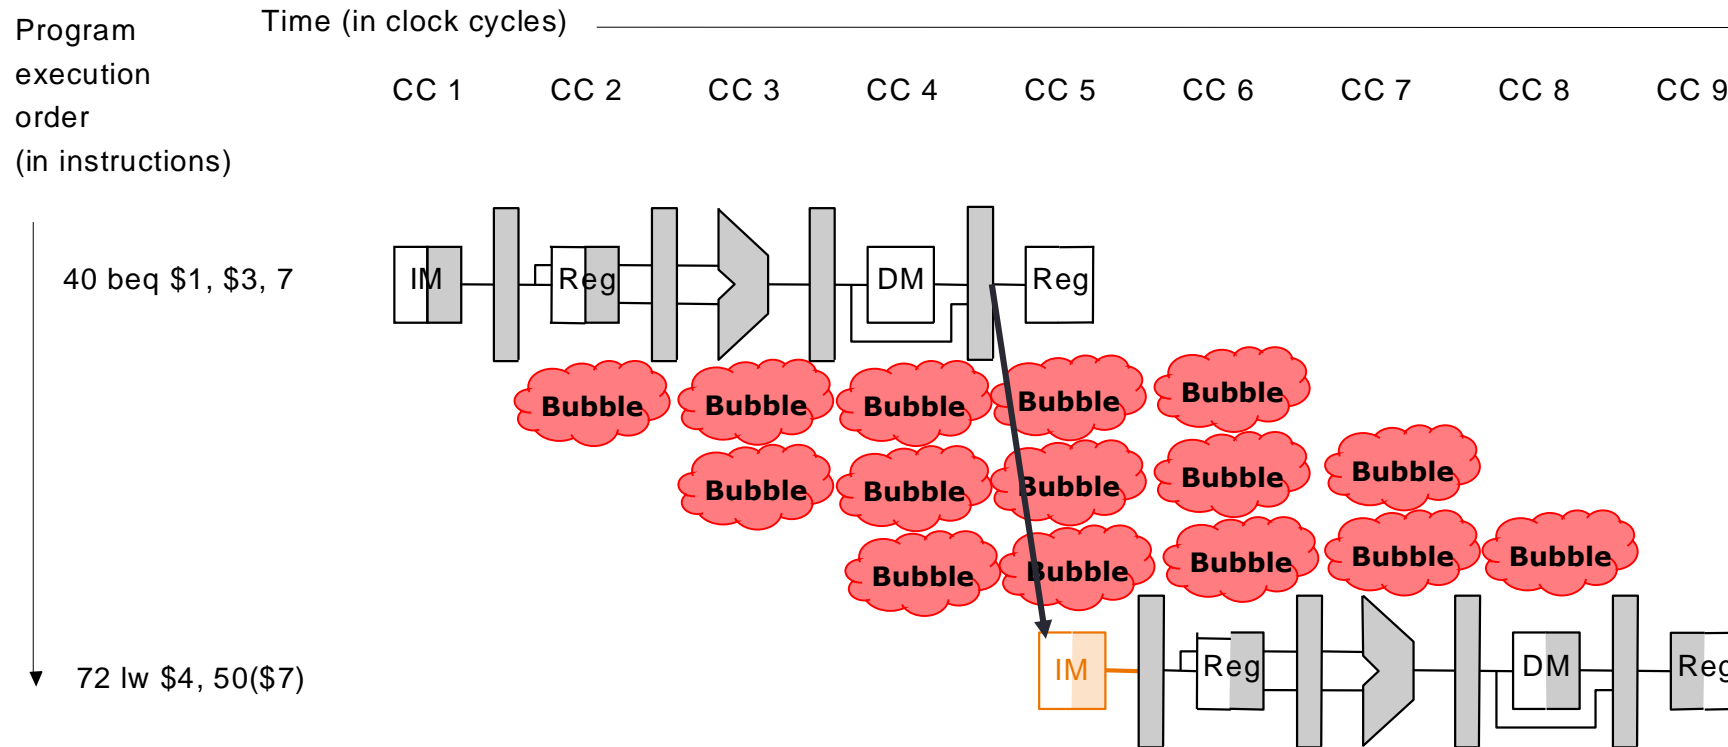 Program
execution
order
(in instructions)
Time (in clock cycles)
CC 1 CC 2 CC 3 CC 4 CC 5 CC 6 CC 7 CC 8 CC 9
40 beq $1, $3, 7
IM Reg DM Reg
Bubble Bubble Bubble Bubble Bubble
Bubble Bubble Bubble Bubble Bubble
Bubble Bubble Bubble Bubble Bubble
72 lw $4, 50($7)
IM Reg DM Reg